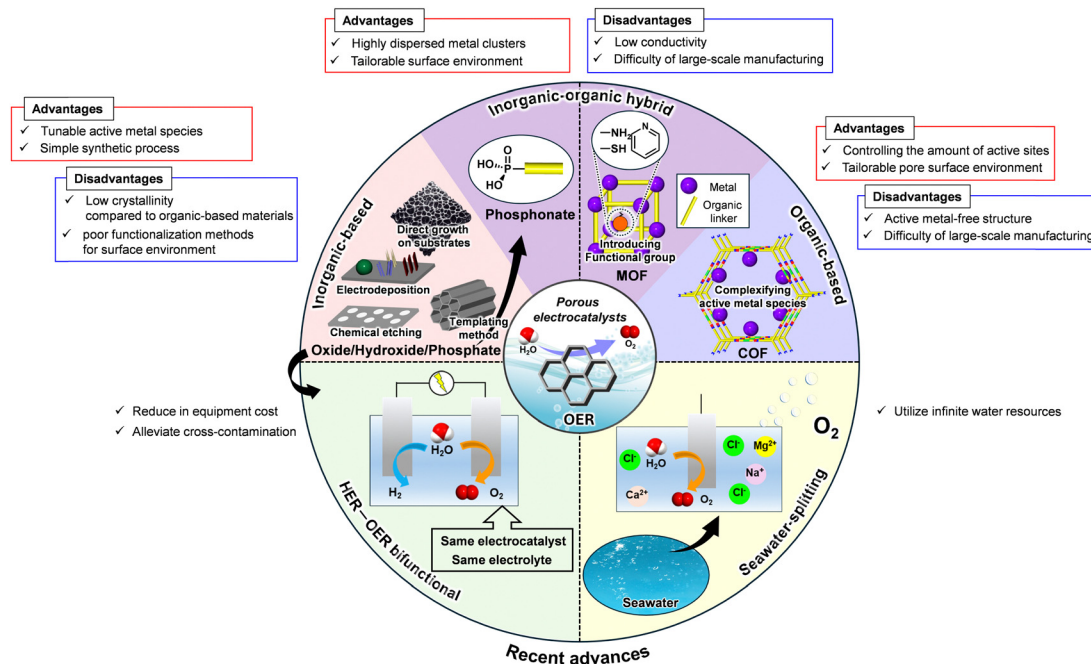 Advantages
✓ Highly dispersed metal clusters
✓ Tailorable surface environment
Disadvantages
✓ Low conductivity
✓ Difficulty of large-scale manufacturing
Advantages
✓ Tunable active metal species
✓ Simple synthetic process
Disadvantages
✓ Low crystallinity
compared to organic-based materials
✓ poor functionalization methods
for surface environment
Advantages
✓ Controlling the amount of active sites
✓ Tailorable pore surface environment
Disadvantages
✓ Active metal-free structure
✓ Difficulty of large-scale manufacturing
Inorganic-organic hybrid
O
HO
P
HO
Phosphonate
NH₂
N
SH
Metal
Organic
linker
Introducing
Functional group
MOF
Inorganic-based
Direct growth
on substrates
Electrodeposition
Chemical etching
Templating
method
Oxide/Hydroxide/Phosphate
Organic-based
Complexifying
active metal species
COF
Porous
electrocatalysts
H₂O
O₂
OER
✓ Reduce in equipment cost
✓ Alleviate cross-contamination
HER−OER bifunctional
H₂O
H₂
O₂
Same electrocatalyst
Same electrolyte
✓ Utilize infinite water resources
Seawater-splitting
O₂
Cl⁻
H₂O
Ca²⁺
O₂
Cl⁻
Mg²⁺
Na⁺
Cl⁻
Seawater
Recent advances